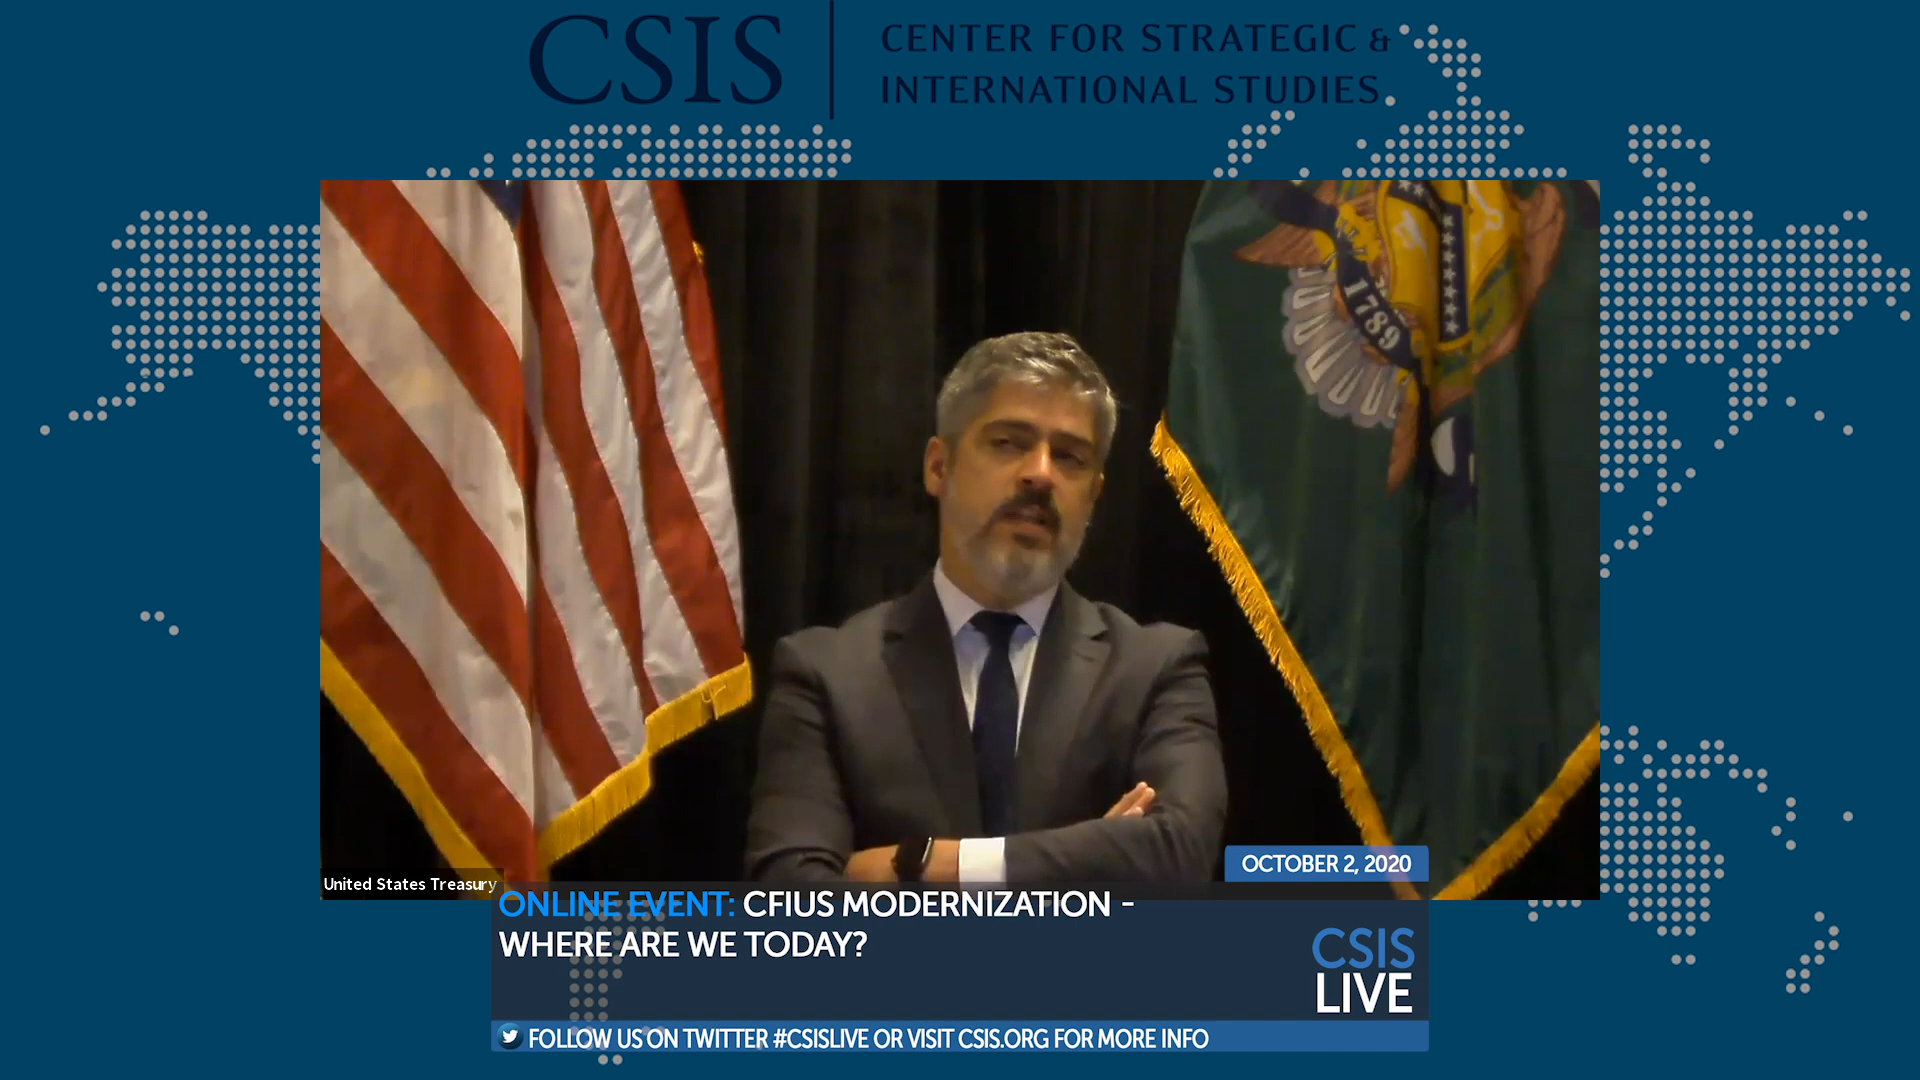 CSIS
CENTER FOR STRATEGIC &
INTERNATIONAL STUDIES
1789
OCTOBER 2, 2020
United States Treasury
ONLINE EVENT: CFIUS MODERNIZATION -
WHERE ARE WE TODAY?
CSIS
LIVE
FOLLOW US ON TWITTER #CSISLIVE OR VISIT CSIS.ORG FOR MORE INFO